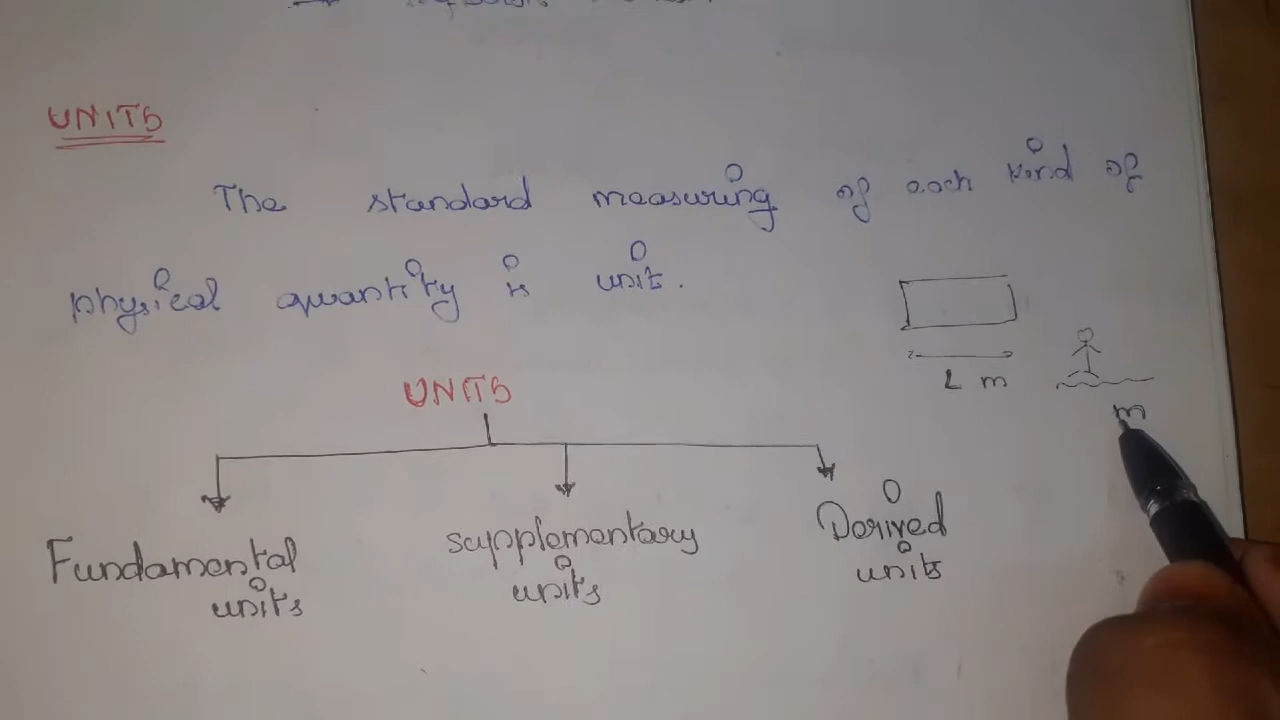 UNITS
The standard measuring of each kind of
physical quantity is unit.
L m
m
UNITS
Fundamental units
supplementary units
Derived units